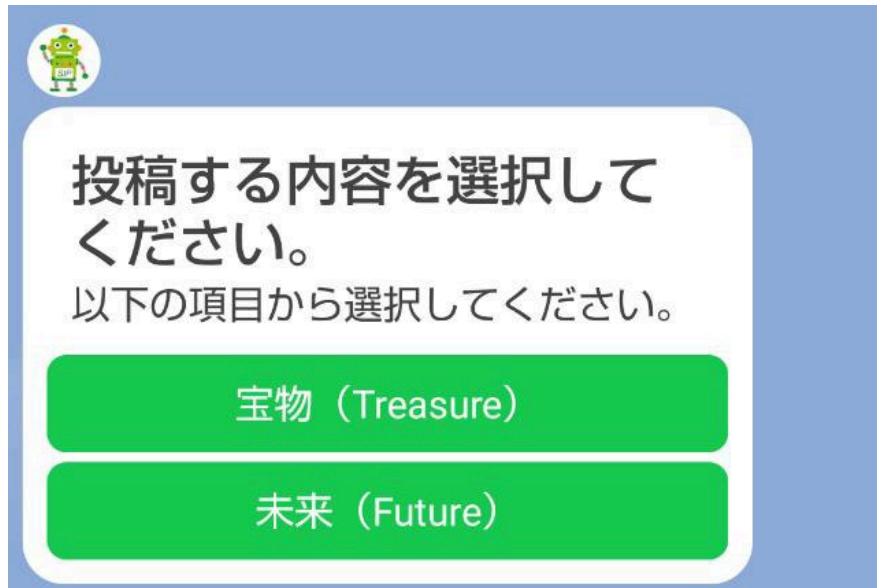 SIP
投稿する内容を選択して
ください。
以下の項目から選択してください。
宝物（Treasure）
未来（Future）